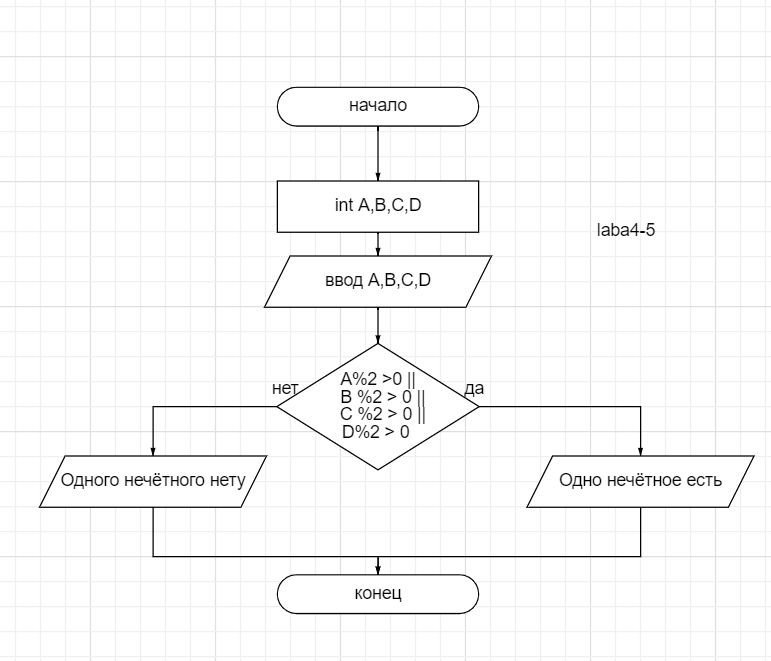 начало
int A,B,C,D
laba4-5
ввод A,B,C,D
A%2 >0 ||
B %2 > 0 ||
C %2 > 0 ||
D%2 > 0
нет
да
Одного нечётного нету
Одно нечётное есть
конец